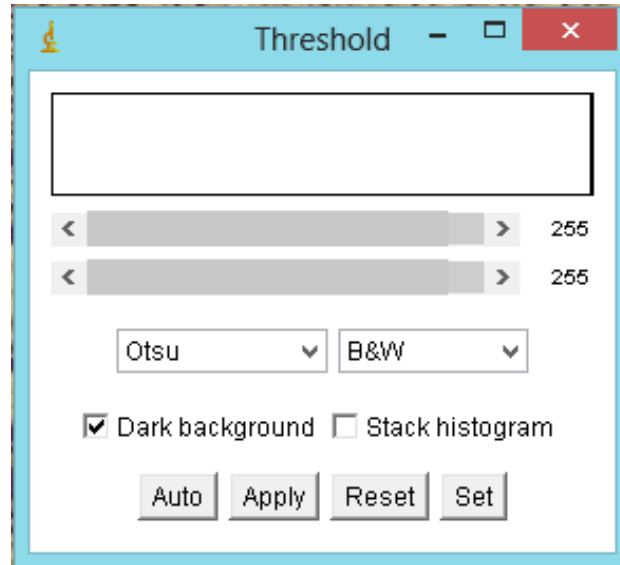 Threshold
255
255
Otsu B&W
Dark background Stack histogram
Auto Apply Reset Set